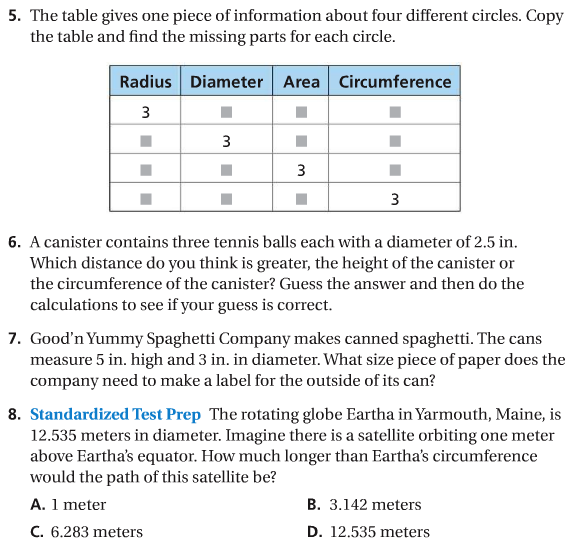 5. The table gives one piece of information about four different circles. Copy
the table and find the missing parts for each circle.
Radius Diameter Area Circumference
3
3
3
3
6. A canister contains three tennis balls each with a diameter of 2.5 in.
Which distance do you think is greater, the height of the canister or
the circumference of the canister? Guess the answer and then do the
calculations to see if your guess is correct.
7. Good'n Yummy Spaghetti Company makes canned spaghetti. The cans
measure 5 in. high and 3 in. in diameter. What size piece of paper does the
company need to make a label for the outside of its can?
8. Standardized Test Prep The rotating globe Eartha in Yarmouth, Maine, is
12.535 meters in diameter. Imagine there is a satellite orbiting one meter
above Eartha's equator. How much longer than Eartha's circumference
would the path of this satellite be?
A. 1 meter B. 3.142 meters
C. 6.283 meters D. 12.535 meters